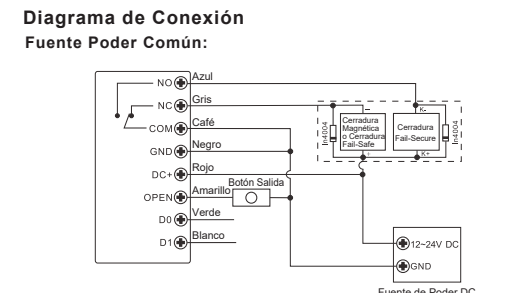 Diagrama de Conexión
Fuente Poder Común:
NO Azul
NC Gris
COM Café
GND Negro
DC+ Rojo
OPEN Amarillo Botón Salida
D0 Verde
D1 Blanco
In4004
−
Cerradura
Magnética
o Cerradura
Fail-Safe
+
K-
Cerradura
Fail-Secure
K+
In4004
12~24V DC
GND
Fuente de Poder DC